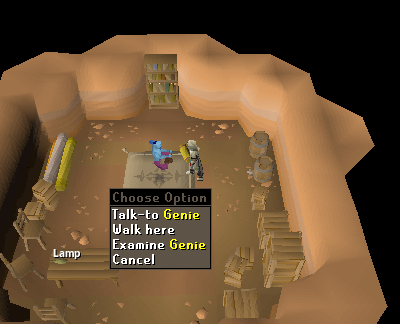 Choose Option
Talk-to Genie
Walk here
Examine Genie
Cancel
Lamp